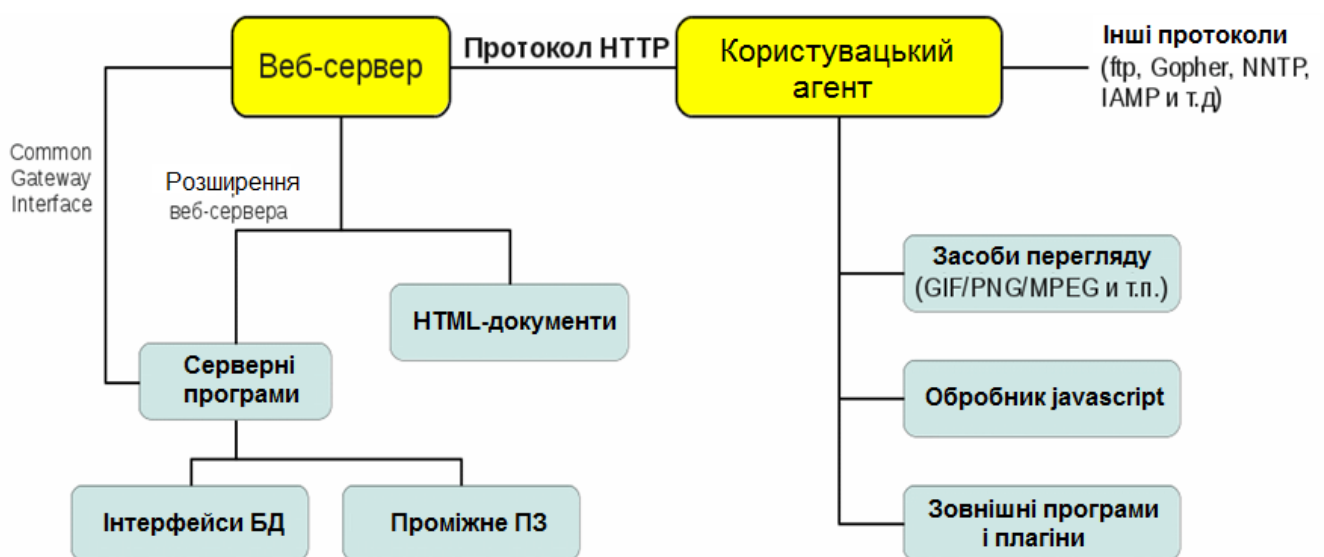 Веб-сервер
Протокол HTTP
Користувацький
агент
Інші протоколи
(ftp, Gopher, NNTP,
IAMP и т.д)
Common
Gateway
Interface
Розширення
веб-сервера
HTML-документи
Серверні
програми
Інтерфейси БД
Проміжне ПЗ
Засоби перегляду
(GIF/PNG/MPEG и т.п.)
Обробник javascript
Зовнішні програми
і плагіни